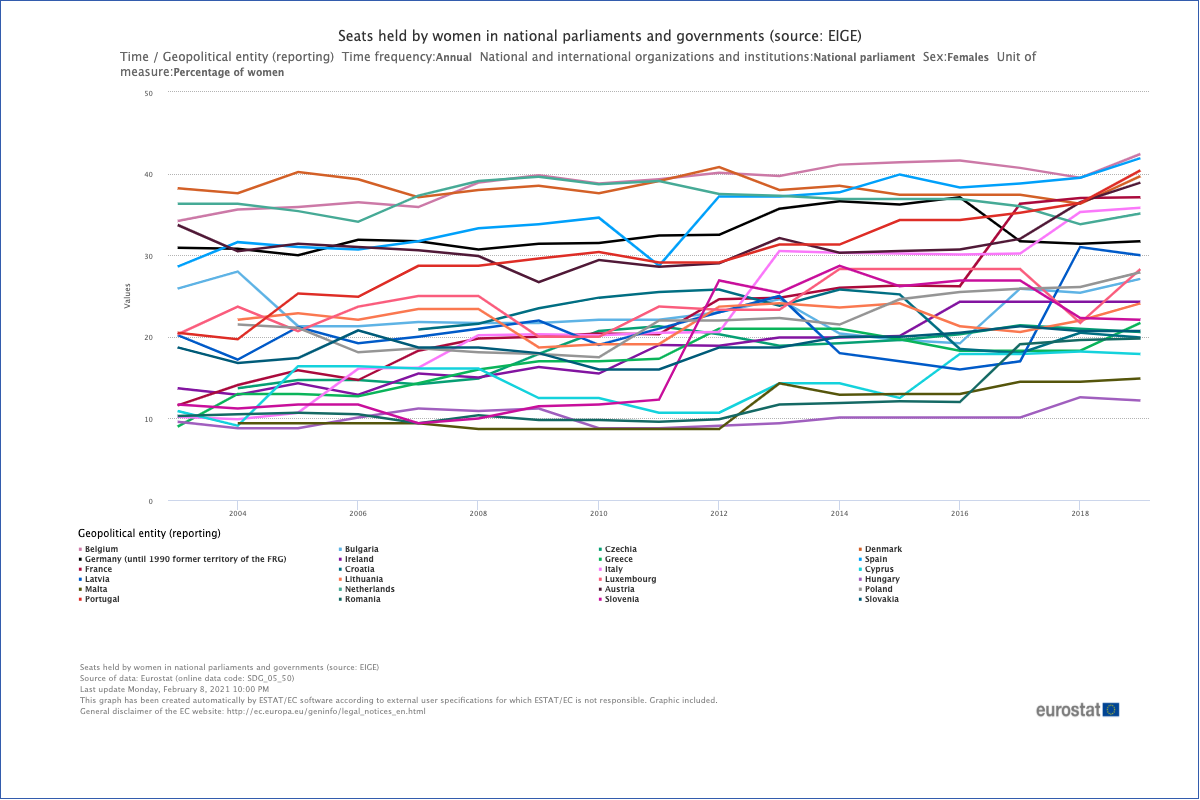 Seats held by women in national parliaments and governments (source: EIGE)
Time / Geopolitical entity (reporting)  Time frequency:Annual  National and international organizations and institutions:National parliament  Sex:Females  Unit of
measure:Percentage of women
50
40
30
20
10
0
Values
2004 2006 2008 2010 2012 2014 2016 2018
Geopolitical entity (reporting)
Belgium Bulgaria Czechia Denmark
Germany (until 1990 former territory of the FRG) Ireland Greece Spain
France Croatia Italy Cyprus
Latvia Lithuania Luxembourg Hungary
Malta Netherlands Austria Poland
Portugal Romania Slovenia Slovakia
Seats held by women in national parliaments and governments (source: EIGE)
Source of data: Eurostat (online data code: SDG_05_50)
Last update Monday, February 8, 2021 10:00 PM
This graph has been created automatically by ESTAT/EC software according to external user specifications for which ESTAT/EC is not responsible. Graphic included.
General disclaimer of the EC website: http://ec.europa.eu/geninfo/legal_notices_en.html
eurostat